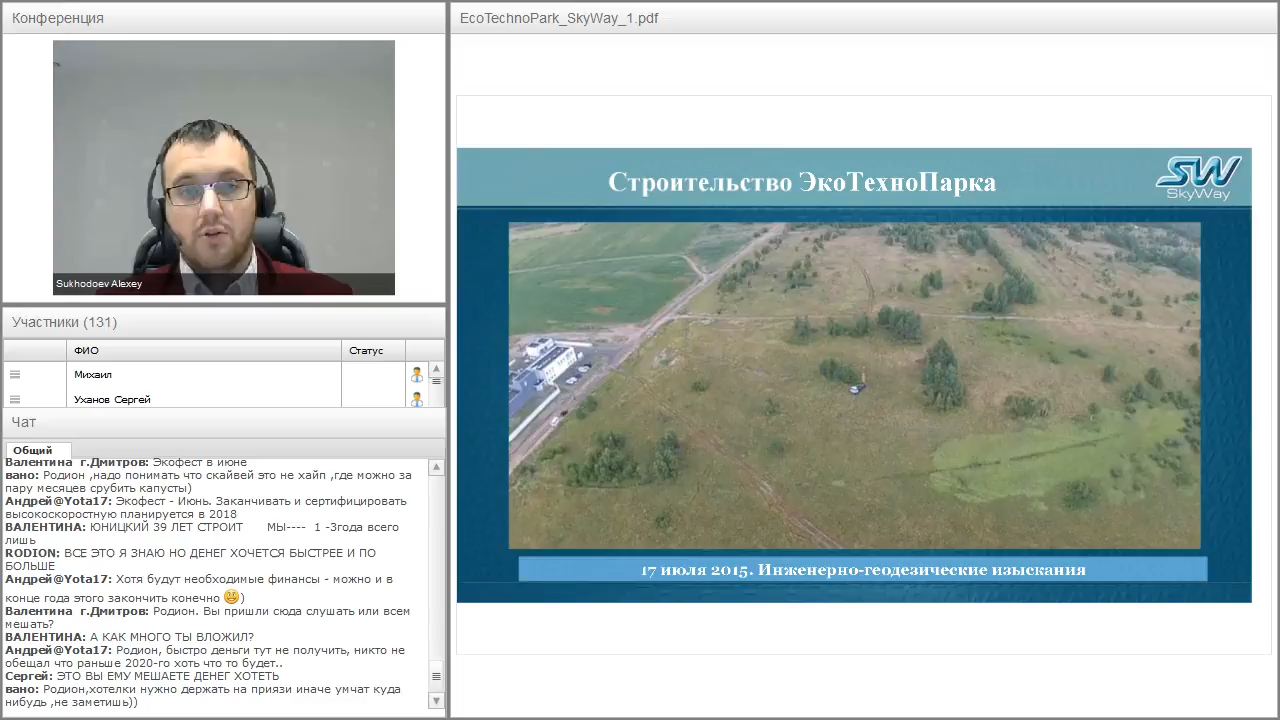 Конференция
Sukhodoev Alexey
Участники (131)
ФИО
Статус
Михаил
Уханов Сергей
Чат
Общий
Валентина г.Дмитров: Экофест в июне
вано: Родион ,надо понимать что скайвей это не хайп ,где можно за
пару месяцев срубить капусты)
Андрей@Yota17: Экофест - Июнь. Заканчивать и сертифицировать
высокоскоростную планируется в 2018
ВАЛЕНТИНА: ЮНИЦКИЙ 39 ЛЕТ СТРОИТ МЫ---- 1 -3года всего
лишь
RODION: ВСЕ ЭТО Я ЗНАЮ НО ДЕНЕГ ХОЧЕТСЯ БЫСТРЕЕ И ПО
БОЛЬШЕ
Андрей@Yota17: Хотя будут необходимые финансы - можно и в
конце года этого закончить конечно 🙂)
Валентина г.Дмитров: Родион. Вы пришли сюда слушать или всем
мешать?
ВАЛЕНТИНА: А КАК МНОГО ТЫ ВЛОЖИЛ?
Андрей@Yota17: Родион, быстро деньги тут не получить, никто не
обещал что раньше 2020-го хоть что то будет..
Сергей: ЭТО ВЫ ЕМУ МЕШАЕТЕ ДЕНЕГ ХОТЕТЬ
вано: Родион,хотелки нужно держать на приязи иначе умчат куда
нибудь ,не заметишь))
EcoTechnoPark_SkyWay_1.pdf
Строительство ЭкоТехноПарка
SW
SkyWay
17 июля 2015. Инженерно-геодезические изыскания